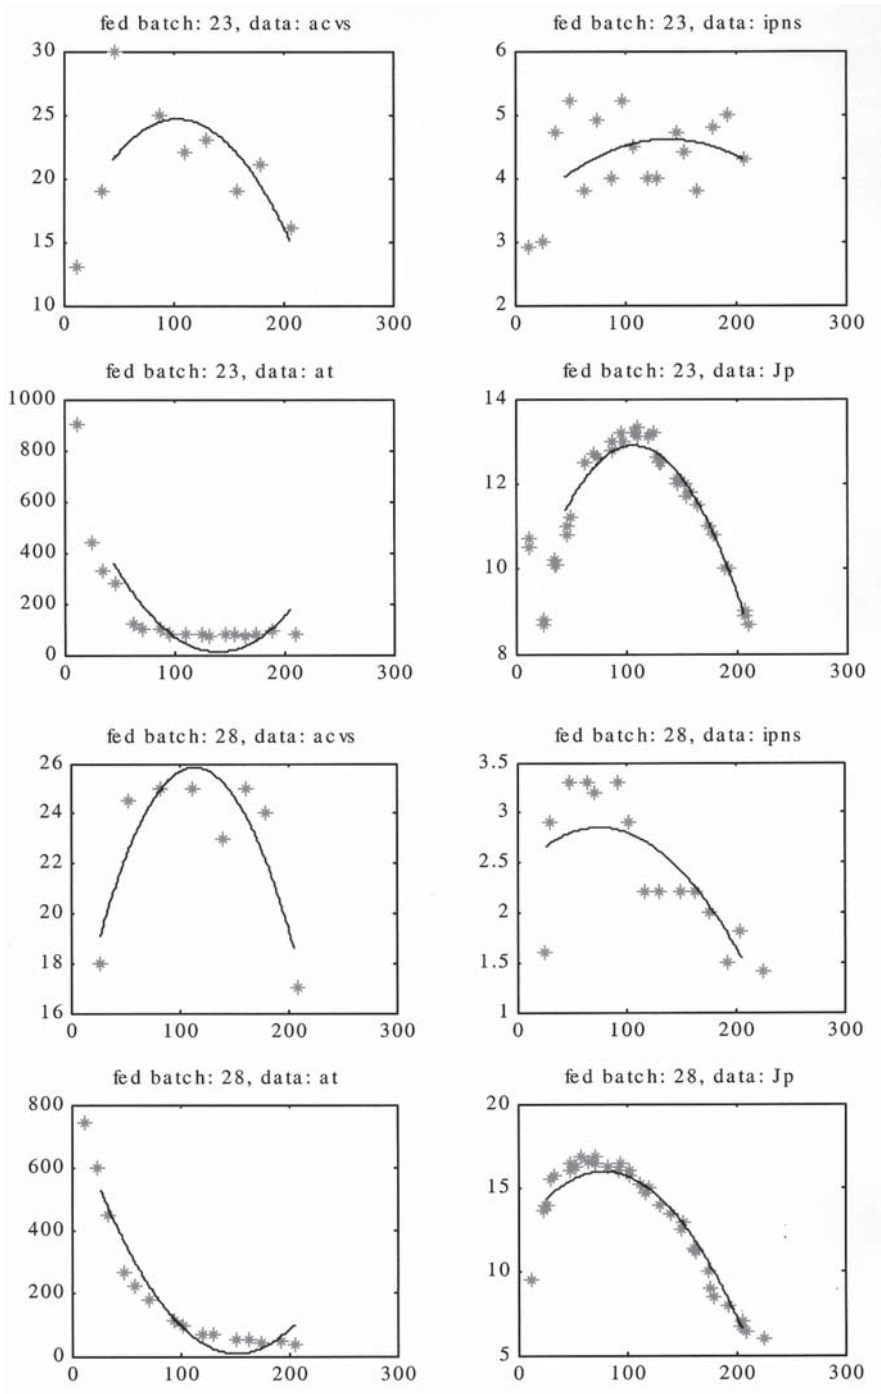 fed batch: 23, data: acvs
30
25
20
15
10
0 100 200 300
fed batch: 23, data: ipns
6
5
4
3
2
0 100 200 300
fed batch: 23, data: at
1000
800
600
400
200
0
0 100 200 300
fed batch: 23, data: Jp
14
12
10
8
0 100 200 300
fed batch: 28, data: acvs
26
24
22
20
18
16
0 100 200 300
fed batch: 28, data: ipns
3.5
3
2.5
2
1.5
1
0 100 200 300
fed batch: 28, data: at
800
600
400
200
0
0 100 200 300
fed batch: 28, data: Jp
20
15
10
5
0 100 200 300